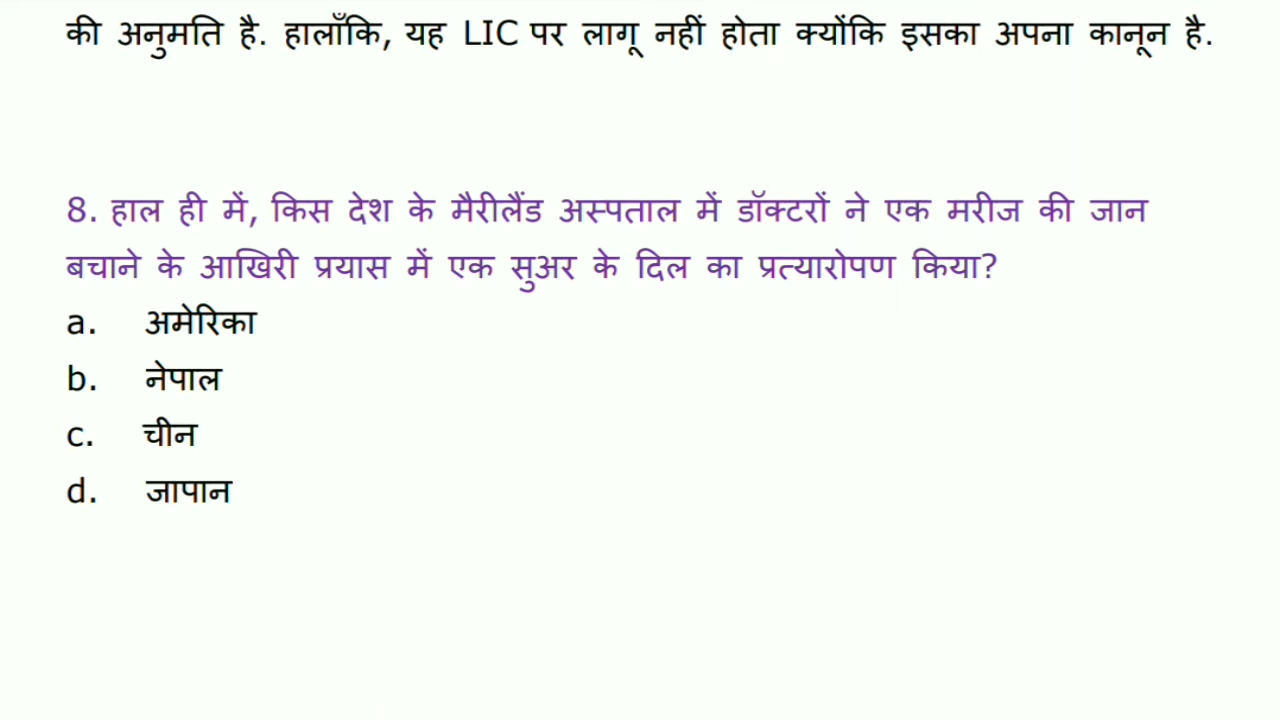 की अनुमति है. हालाँकि, यह LIC पर लागू नहीं होता क्योंकि इसका अपना कानून है.
8. हाल ही में, किस देश के मैरीलैंड अस्पताल में डॉक्टरों ने एक मरीज की जान
बचाने के आखिरी प्रयास में एक सुअर के दिल का प्रत्यारोपण किया?
a. अमेरिका
b. नेपाल
c. चीन
d. जापान